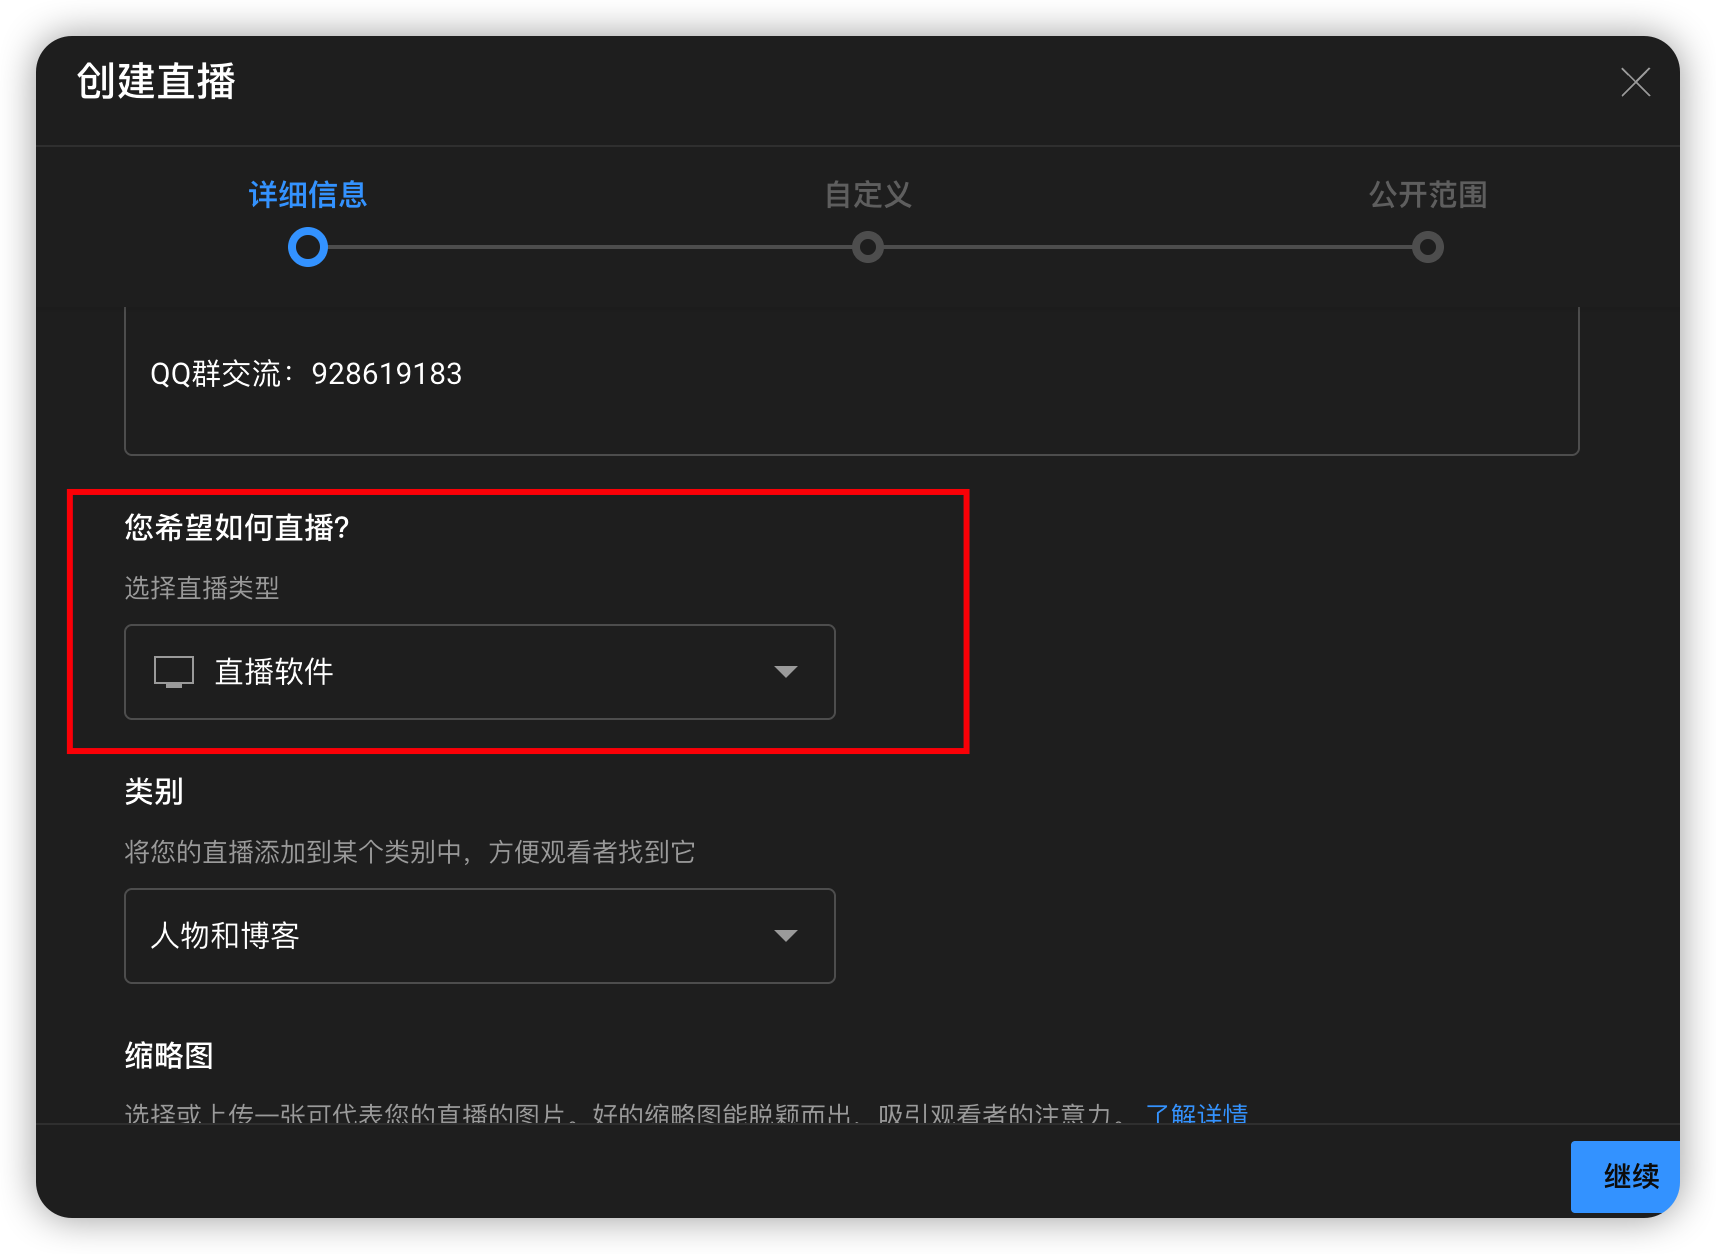 创建直播
详细信息
自定义
公开范围
QQ群交流：928619183
您希望如何直播?
选择直播类型
直播软件
类别
将您的直播添加到某个类别中，方便观看者找到它
人物和博客
缩略图
选择或上传一张可代表您的直播的图片。好的缩略图能脱颖而出，吸引观看者的注意力。 了解详情
继续